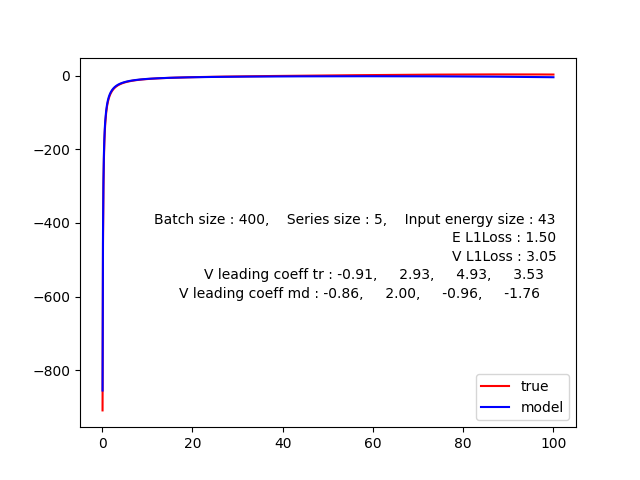 0
−200
−400
−600
−800
Batch size : 400, Series size : 5, Input energy size : 43
E L1Loss : 1.50
V L1Loss : 3.05
V leading coeff tr : -0.91, 2.93, 4.93, 3.53
V leading coeff md : -0.86, 2.00, -0.96, -1.76
true
model
0 20 40 60 80 100